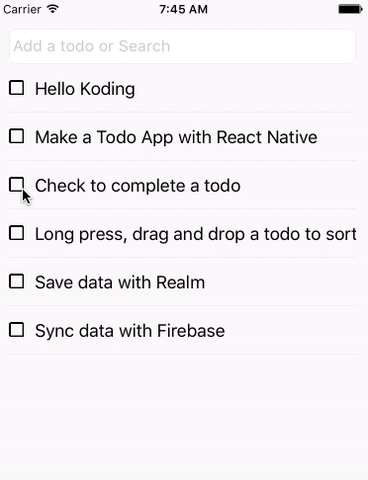 Carrier 7:45 AM
Add a todo or Search
Hello Koding
Make a Todo App with React Native
Check to complete a todo
Long press, drag and drop a todo to sort
Save data with Realm
Sync data with Firebase